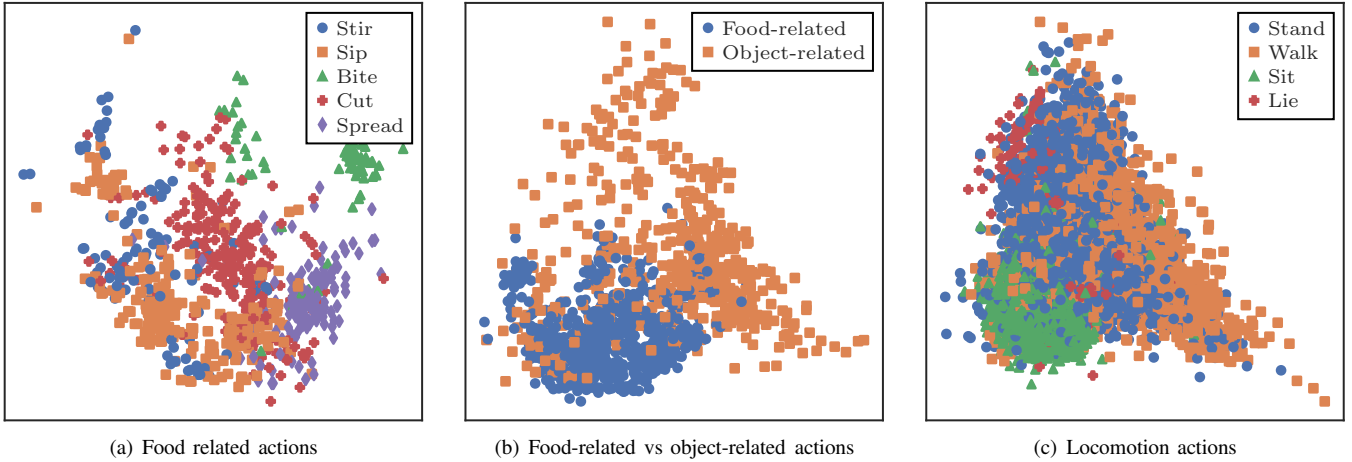 Stir
Sip
Bite
Cut
Spread
Food-related
Object-related
Stand
Walk
Sit
Lie
(a) Food related actions
(b) Food-related vs object-related actions
(c) Locomotion actions